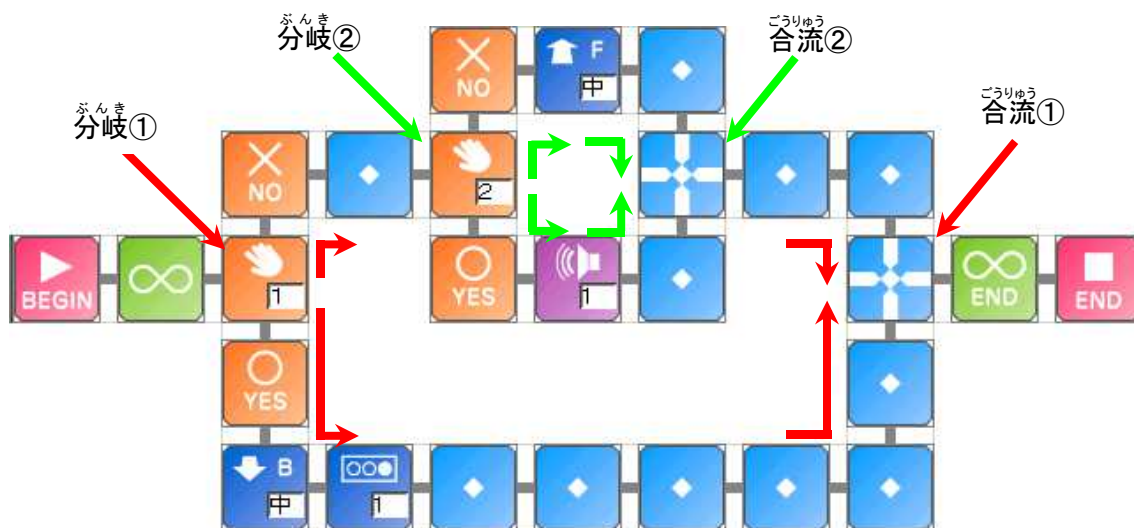 ぶんき
分岐②
NO
F
中
ごうりゅう
合流②
ぶんき
分岐①
ごうりゅう
合流①
NO
2
BEGIN
1
YES
1
END
END
YES
B
中
1